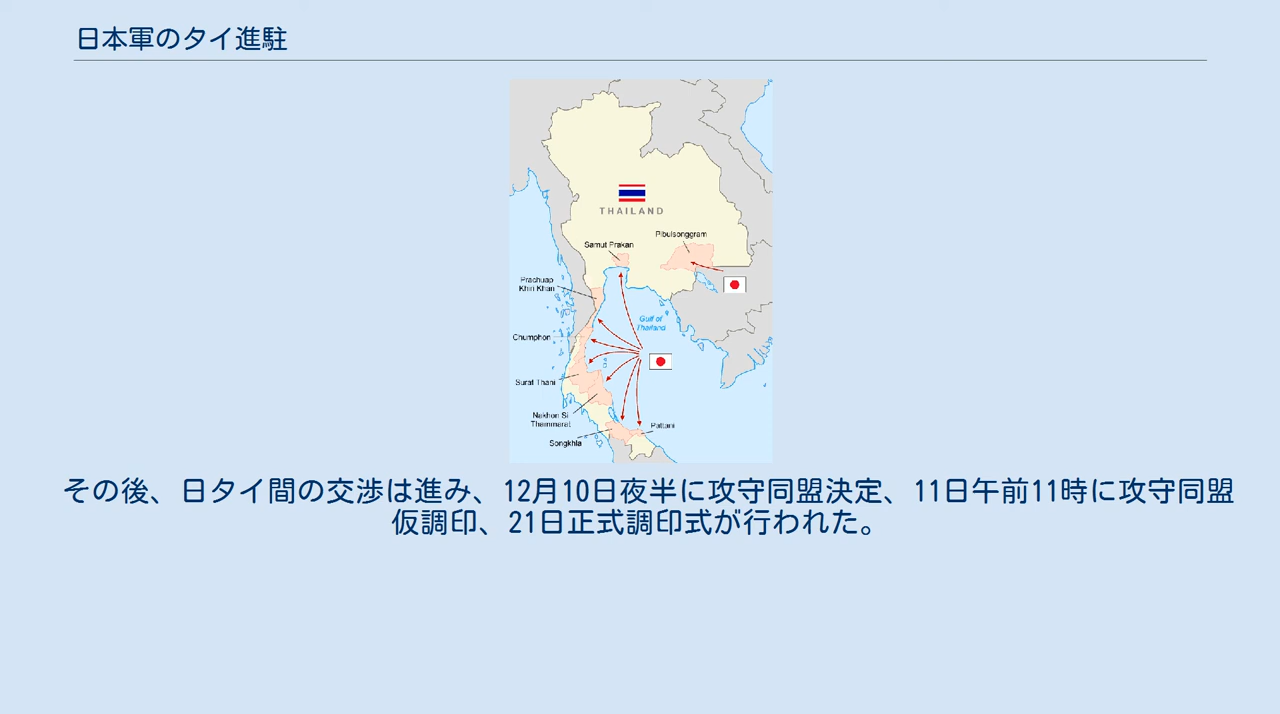 日本軍のタイ進駐
THAILAND
Pibulsonggram
Samut Prakan
Prachuap
Khiri Khan
Gulf of
Thailand
Chumphon
Surat Thani
Nakhon Si
Thammarat
Pattani
Songkhla
その後、日タイ間の交渉は進み、12月10日夜半に攻守同盟決定、11日午前11時に攻守同盟
仮調印、21日正式調印式が行われた。